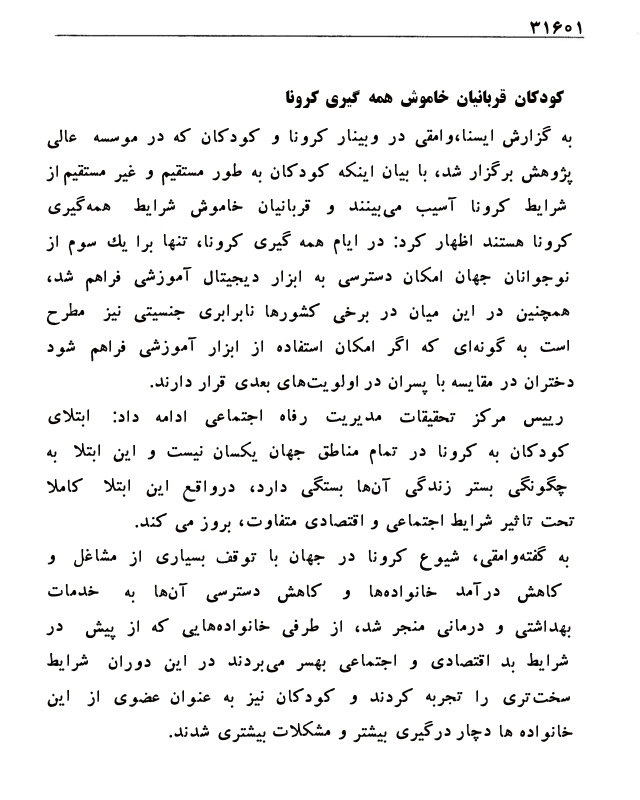 ۳۱۶۰۱
کودکان قربانیان خاموش همه گیری کرونا
به گزارش ایسنا،وامقی در وبینار کرونا و کودکان که در موسسه عالی
پژوهش برگزار شد، با بیان اینکه کودکان به طور مستقیم و غیر مستقیم از
شرایط کرونا آسیب می‌بینند و قربانیان خاموش شرایط همه‌گیری
کرونا هستند اظهار کرد: در ایام همه گیری کرونا، تنها برا یك سوم از
نوجوانان جهان امکان دسترسی به ابزار دیجیتال آموزشی فراهم شد،
همچنین در این میان در برخی کشورها نابرابری جنسیتی نیز مطرح
است به گونه‌ای که اگر امکان استفاده از ابزار آموزشی فراهم شود
دختران در مقایسه با پسران در اولویت‌های بعدی قرار دارند.
رییس مرکز تحقیقات مدیریت رفاه اجتماعی ادامه داد: ابتلای
کودکان به کرونا در تمام مناطق جهان یکسان نیست و این ابتلا به
چگونگی بستر زندگی آن‌ها بستگی دارد، درواقع این ابتلا کاملا
تحت تاثیر شرایط اجتماعی و اقتصادی متفاوت، بروز می کند.
به گفته‌وامقی، شیوع کرونا در جهان با توقف بسیاری از مشاغل و
کاهش درآمد خانواده‌ها و کاهش دسترسی آن‌ها به خدمات
بهداشتی و درمانی منجر شد، از طرفی خانواده‌هایی که از پیش در
شرایط بد اقتصادی و اجتماعی بهسر می‌بردند در این دوران شرایط
سخت‌تری را تجربه کردند و کودکان نیز به عنوان عضوی از این
خانواده ها دچار درگیری بیشتر و مشکلات بیشتری شدند.